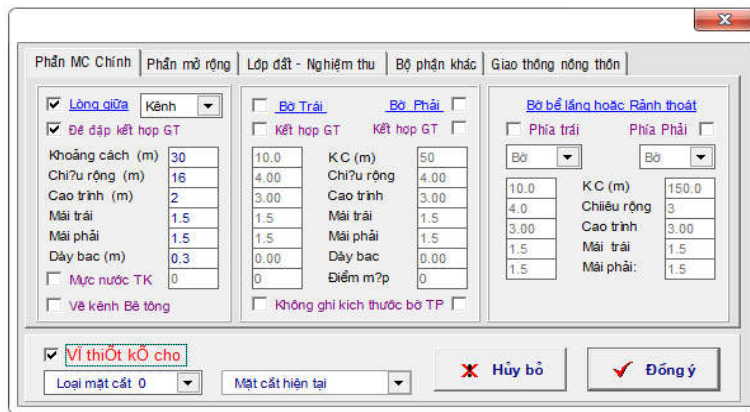 Phần MC Chính Phần mở rộng Lớp đất - Nghiệm thu Bộ phận khác Giao thông nông thôn
Lòng giữa Kênh
Đê đập kết hợp GT
Khoảng cách (m) 30
Chi?u rộng (m) 16
Cao trình (m) 2
Mái trái 1.5
Mái phải 1.5
Dày bac (m) 0.3
Mực nước TK 0
Vẽ kênh Bê tông
Bờ Trái Bờ Phải
Kết hợp GT Kết hợp GT
10.0 K C (m) 50
4.00 Chi?u rộng 4.00
3.00 Cao trình 3.00
1.5 Mái trái 1.5
1.5 Mái phải 1.5
0.00 Dày bac 0.00
0 Điểm m?p 0
Không ghi kich thước bờ TP
Bờ bể lắng hoặc Rảnh thoát
Phía trái Phía Phải
Bờ Bờ
10.0 K C (m) 150.0
4.0 Chiiêu rộng 3
3.00 Cao trình 3.00
1.5 Mái trái 1.5
1.5 Mái phải: 1.5
VÏ thiÕt kÕ cho
Loại mặt cắt 0 Mặt cắt hiện tại Hủy bỏ Đồng ý